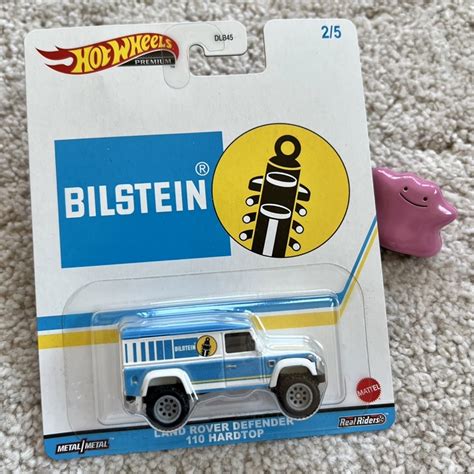 HOT WHEELS
PREMIUM
DLB45
2/5
BILSTEIN®
BILSTEIN
LAND ROVER DEFENDER
110 HARDTOP
METAL/METAL
MATTEL
Real Riders